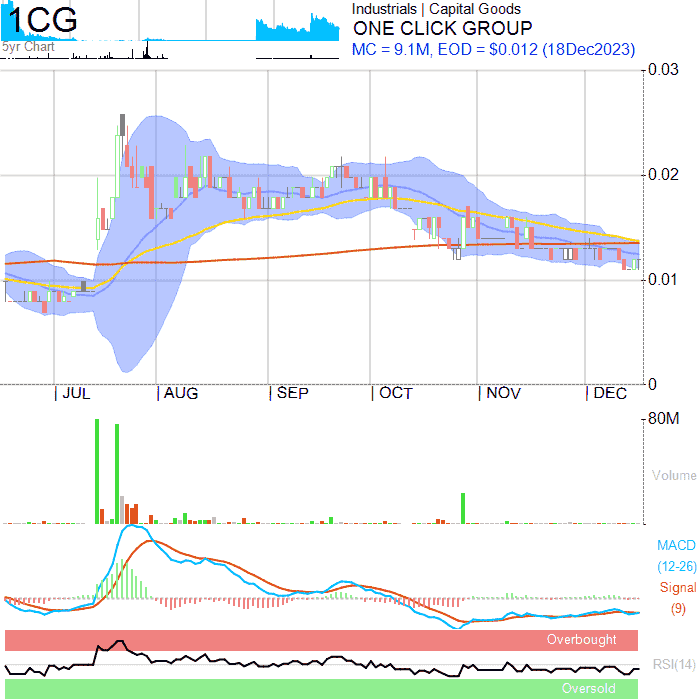 1CG
5yr Chart
Industrials | Capital Goods
ONE CLICK GROUP
MC = 9.1M, EOD = $0.012 (18Dec2023)
0.03
0.02
0.01
0
| JUL | AUG | SEP | OCT | NOV | DEC
80M
Volume
MACD
(12-26)
Signal
(9)
Overbought
RSI(14)
Oversold